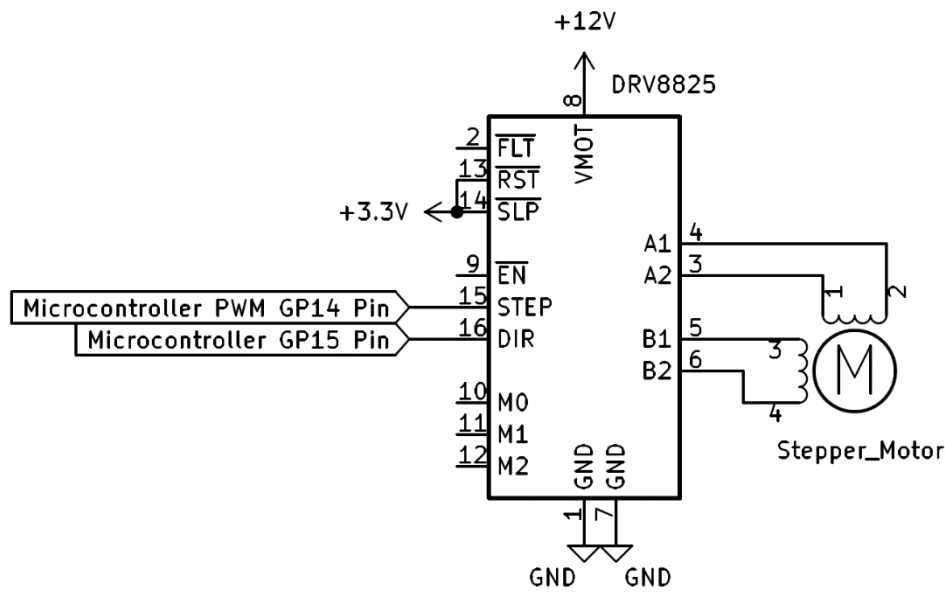 +12V
DRV8825
8
VMOT
2 FLT
13 RST
+3.3V 14 SLP
A1 4
9 EN A2 3
1 2
Microcontroller PWM GP14 Pin 15 STEP
Microcontroller GP15 Pin 16 DIR
B1 5
3
B2 6
M
10 M0
4
11 M1
12 M2
Stepper_Motor
GND GND
1 7
GND GND